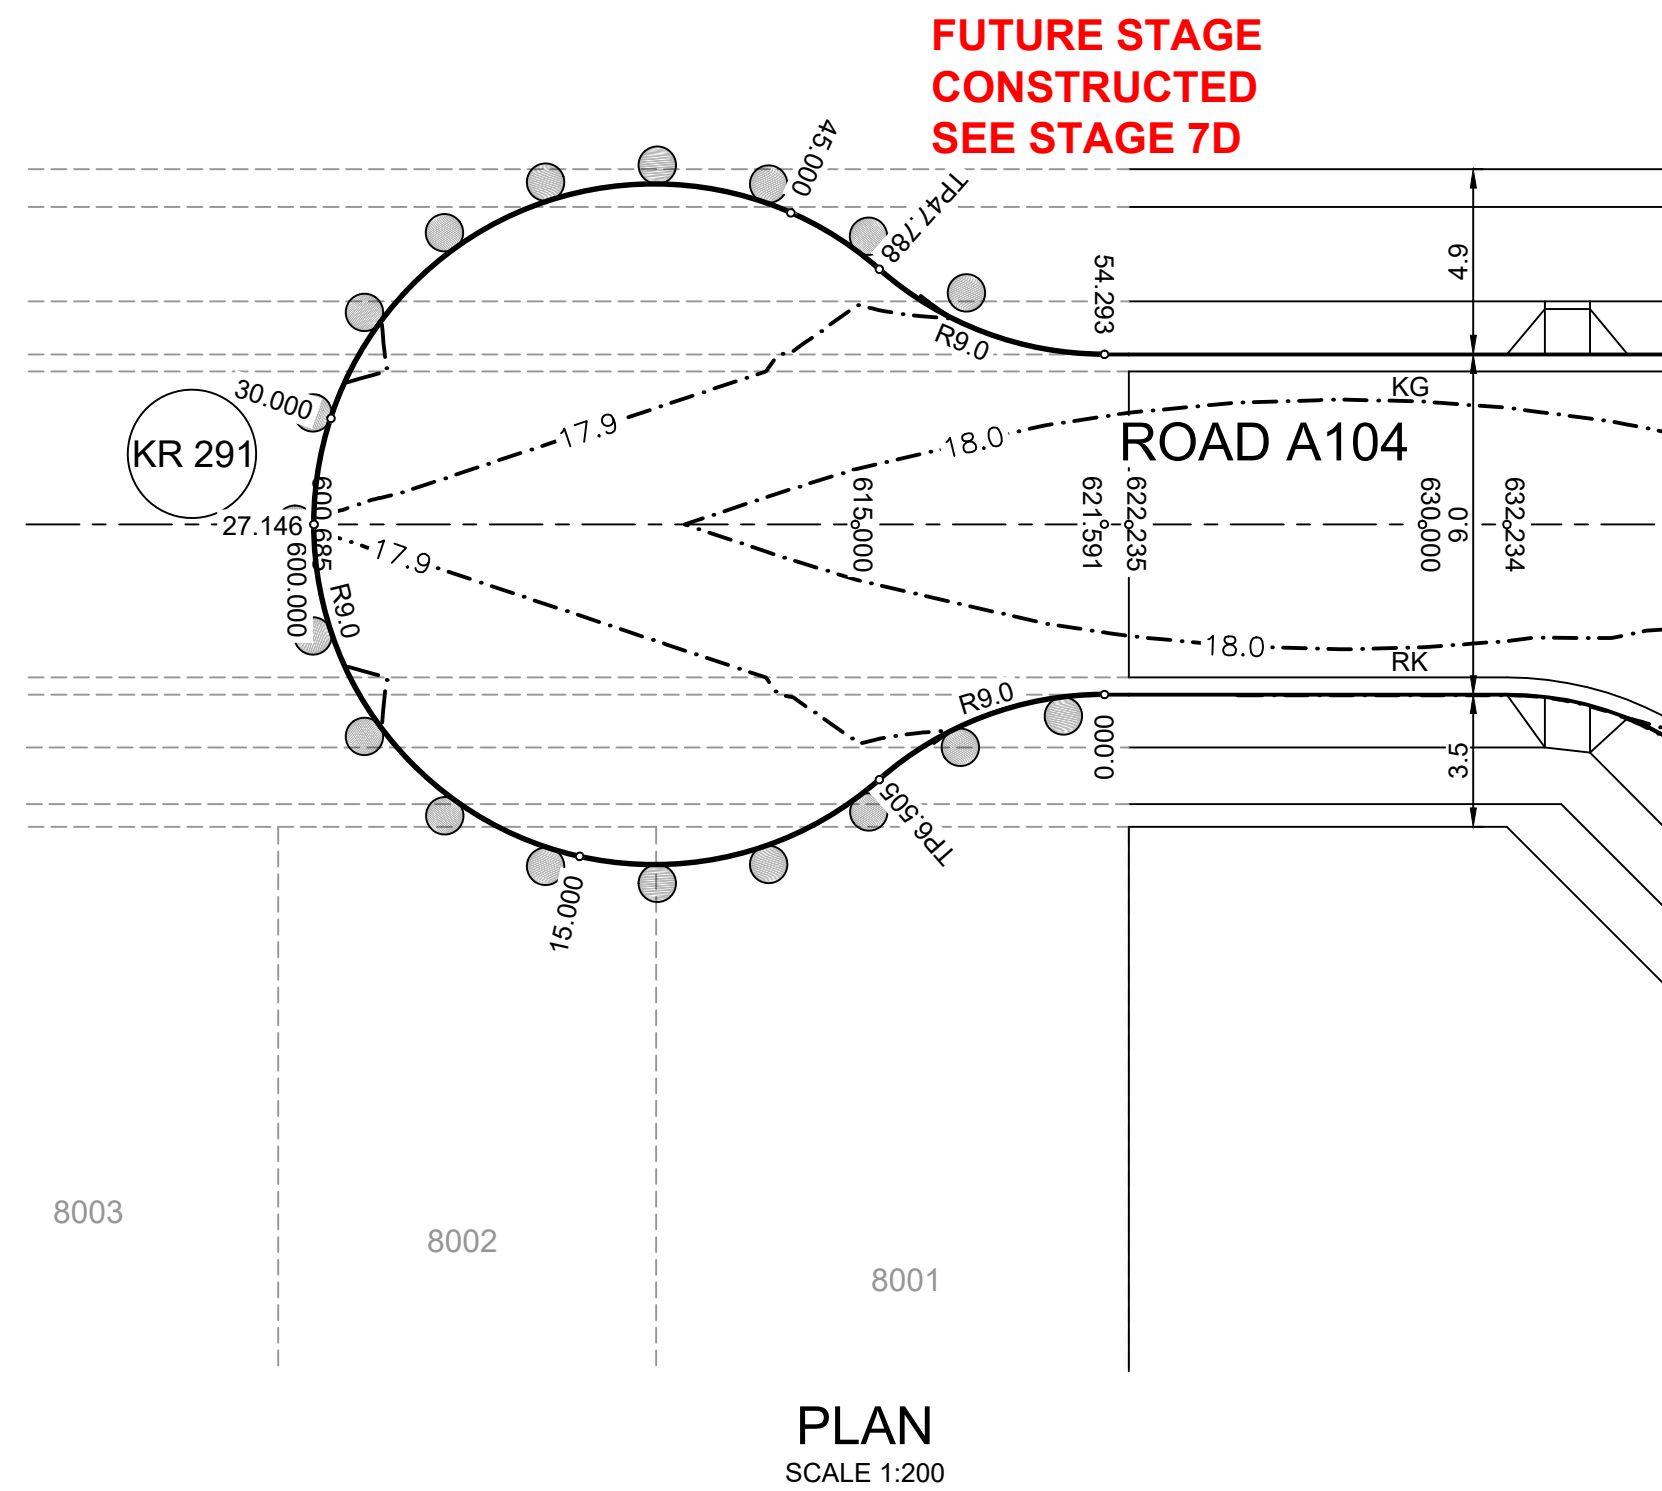 FUTURE STAGE
CONSTRUCTED
SEE STAGE 7D
45.000
TP47.788
54.293
4.9
R9.0
30.000
KR 291
17.9
18.0
KG
ROAD A104
27.146
600.685
600.000
615.000
621.591
622.235
630.000
9.0
632.234
17.9
R9.0
18.0
RK
R9.0
0.000
3.5
TP6.505
15.000
8003
8002
8001
PLAN
SCALE 1:200